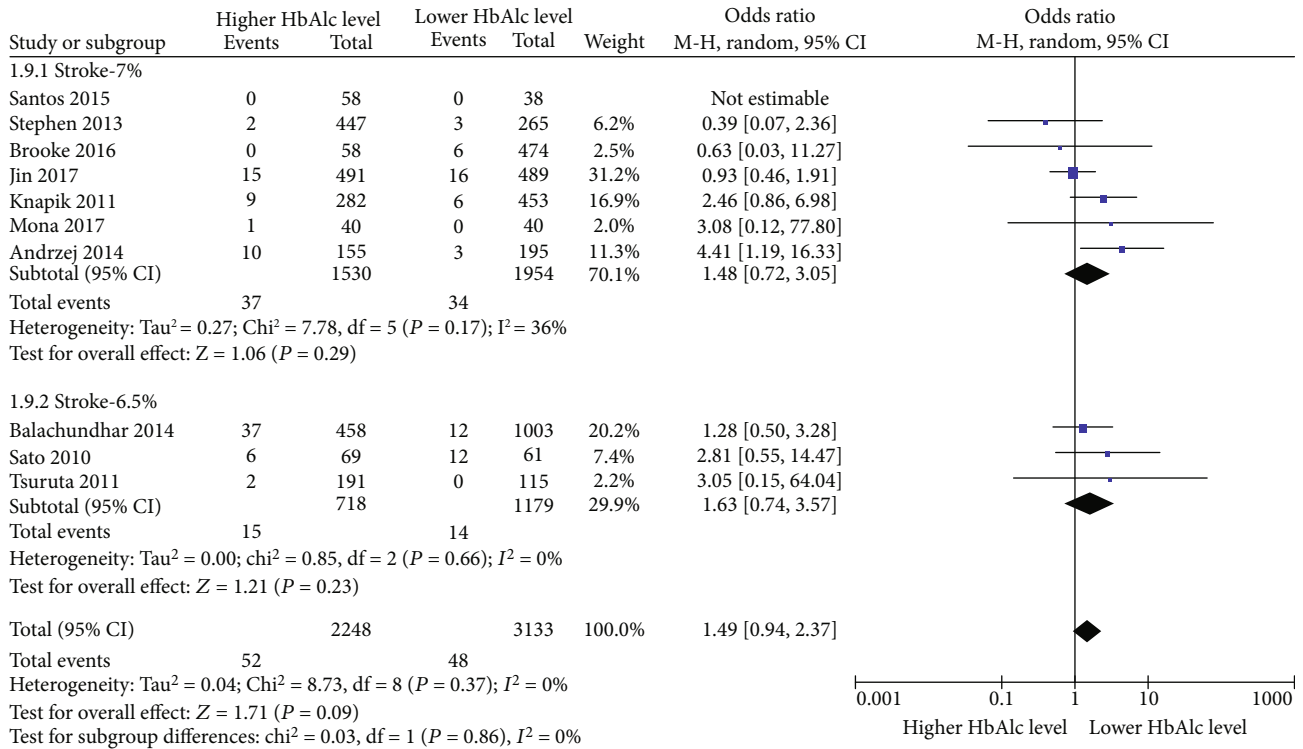 Higher HbAlc level Lower HbAlc level Odds ratio Odds ratio
Study or subgroup Events Total Events Total Weight M-H, random, 95% CI M-H, random, 95% CI
1.9.1 Stroke-7%
Santos 2015 0 58 0 38 Not estimable
Stephen 2013 2 447 3 265 6.2% 0.39 [0.07, 2.36]
Brooke 2016 0 58 6 474 2.5% 0.63 [0.03, 11.27]
Jin 2017 15 491 16 489 31.2% 0.93 [0.46, 1.91]
Knapik 2011 9 282 6 453 16.9% 2.46 [0.86, 6.98]
Mona 2017 1 40 0 40 2.0% 3.08 [0.12, 77.80]
Andrzej 2014 10 155 3 195 11.3% 4.41 [1.19, 16.33]
Subtotal (95% CI) 1530 1954 70.1% 1.48 [0.72, 3.05]
Total events 37 34
Heterogeneity: Tau² = 0.27; Chi² = 7.78, df = 5 (P = 0.17); I² = 36%
Test for overall effect: Z = 1.06 (P = 0.29)
1.9.2 Stroke-6.5%
Balachundhar 2014 37 458 12 1003 20.2% 1.28 [0.50, 3.28]
Sato 2010 6 69 12 61 7.4% 2.81 [0.55, 14.47]
Tsuruta 2011 2 191 0 115 2.2% 3.05 [0.15, 64.04]
Subtotal (95% CI) 718 1179 29.9% 1.63 [0.74, 3.57]
Total events 15 14
Heterogeneity: Tau² = 0.00; chi² = 0.85, df = 2 (P = 0.66); I² = 0%
Test for overall effect: Z = 1.21 (P = 0.23)
Total (95% CI) 2248 3133 100.0% 1.49 [0.94, 2.37]
Total events 52 48
Heterogeneity: Tau² = 0.04; Chi² = 8.73, df = 8 (P = 0.37); I² = 0%
Test for overall effect: Z = 1.71 (P = 0.09)
Test for subgroup differences: chi² = 0.03, df = 1 (P = 0.86), I² = 0%
0.001 0.1 1 10 1000
Higher HbAlc level Lower HbAlc level